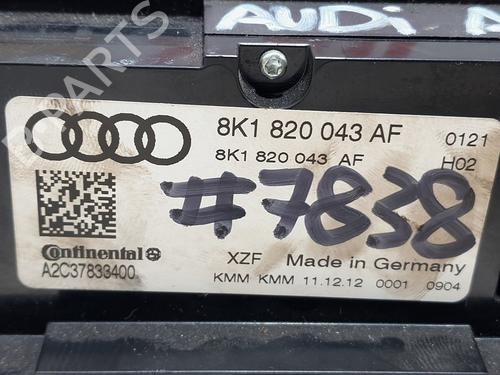 AUDI A
8K1 820 043 AF 0121
8K1 820 043 AF H02
#7838
Continental
A2C37833400
XZF Made in Germany
KMM KMM 11.12.12 0001 0904
B-PARTS